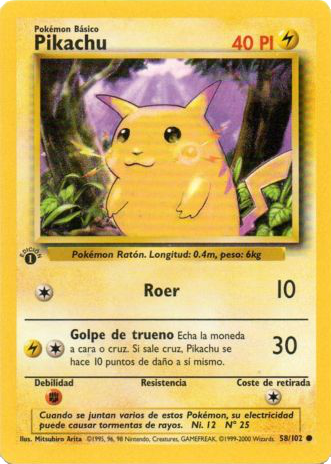 Pokémon Básico
Pikachu 40 PI
EDICIÓN
1
Pokémon Ratón. Longitud: 0.4m, peso: 6kg
Roer 10
Golpe de trueno Echa la moneda
a cara o cruz. Si sale cruz, Pikachu se
hace 10 puntos de daño a sí mismo.
30
Debilidad Resistencia Coste de retirada
Cuando se juntan varios de estos Pokémon, su electricidad
puede causar tormentas de rayos. Ni. 12 N° 25
Ilus. Mitsuhiro Arita ©1995, 96, 98 Nintendo, Creatures, GAMEFREAK. ©1999-2000 Wizards. 58/102